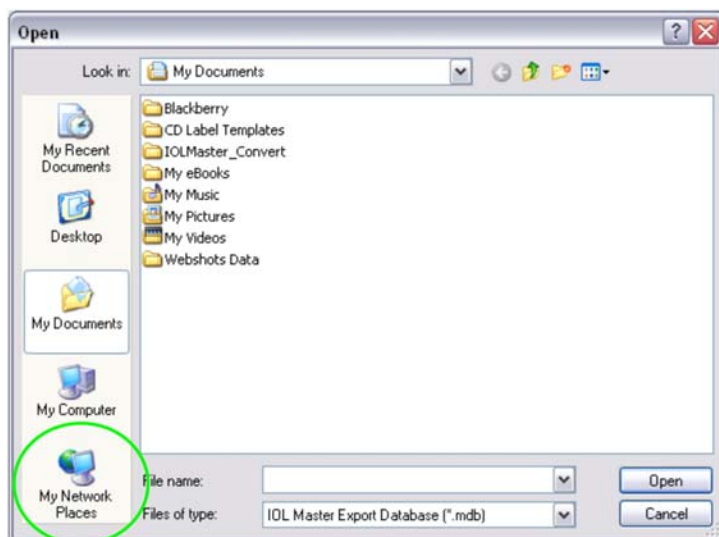 Open
Look in: My Documents
My Recent
Documents
Desktop
My Documents
My Computer
My Network
Places
Blackberry
CD Label Templates
IOLMaster_Convert
My eBooks
My Music
My Pictures
My Videos
Webshots Data
File name:
Open
Files of type: IOL Master Export Database (*.mdb)
Cancel